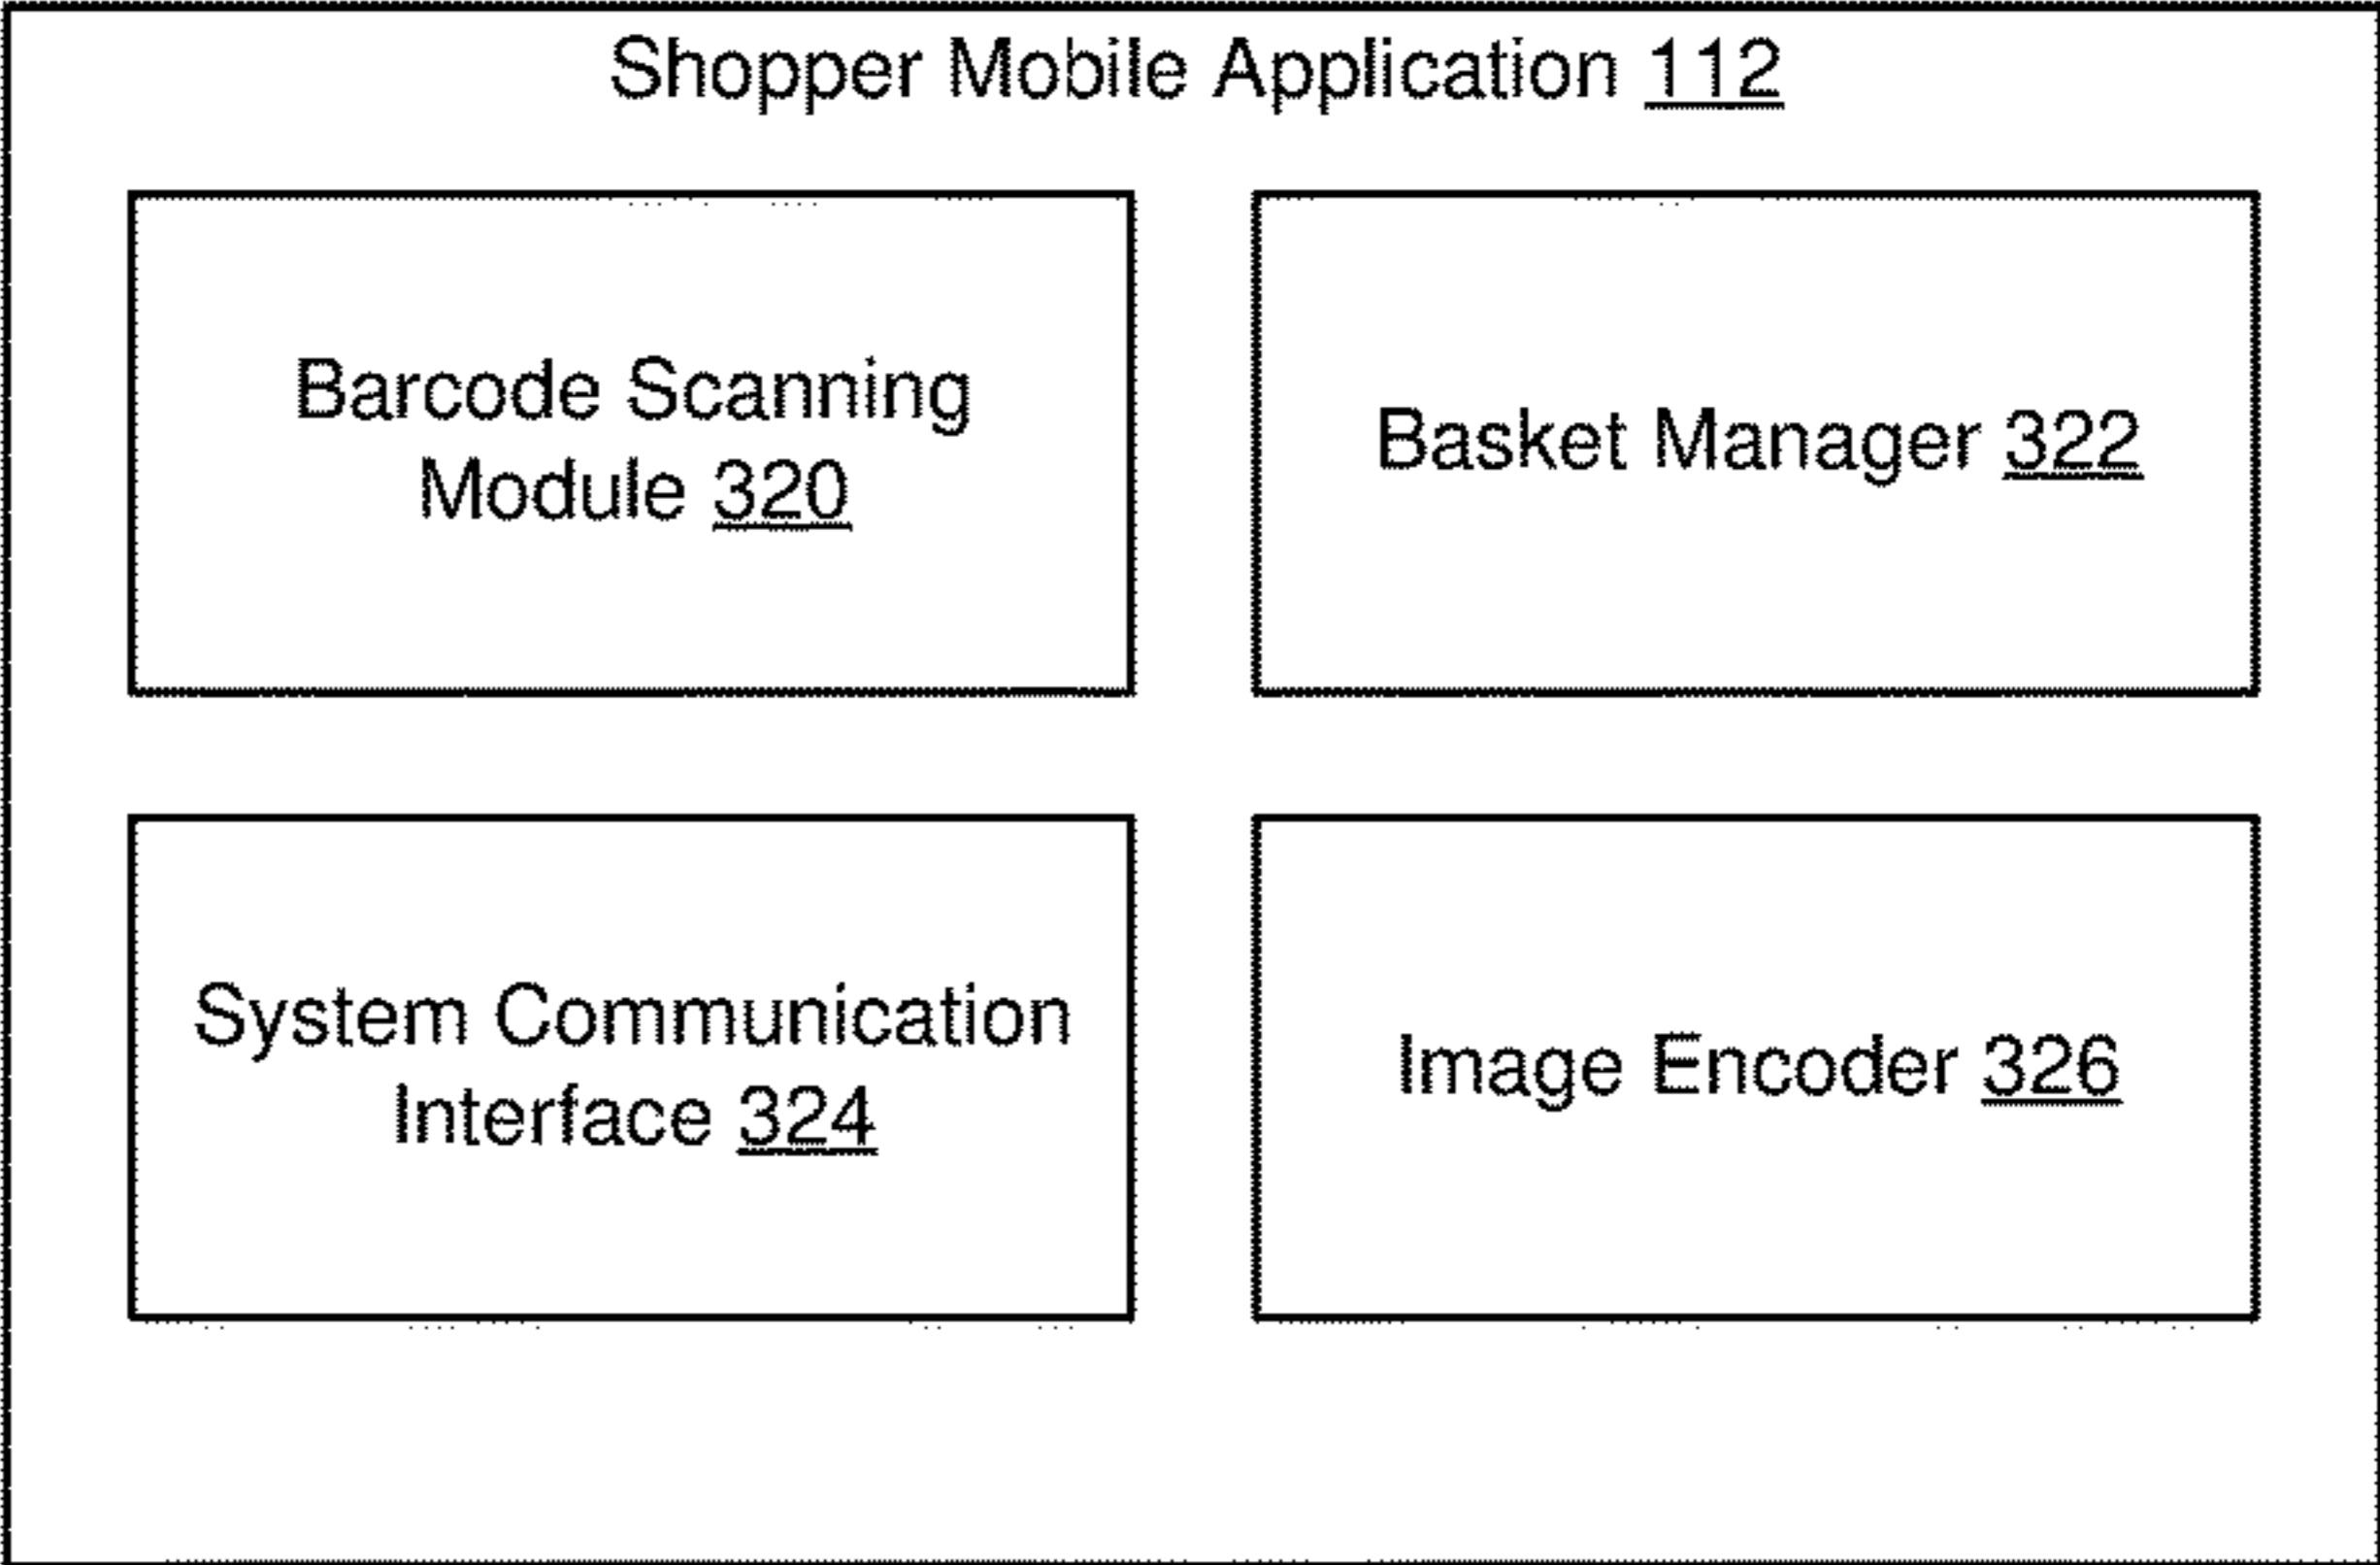 Shopper Mobile Application 112
Barcode Scanning
Module 320
Basket Manager 322
System Communication
Interface 324
Image Encoder 326